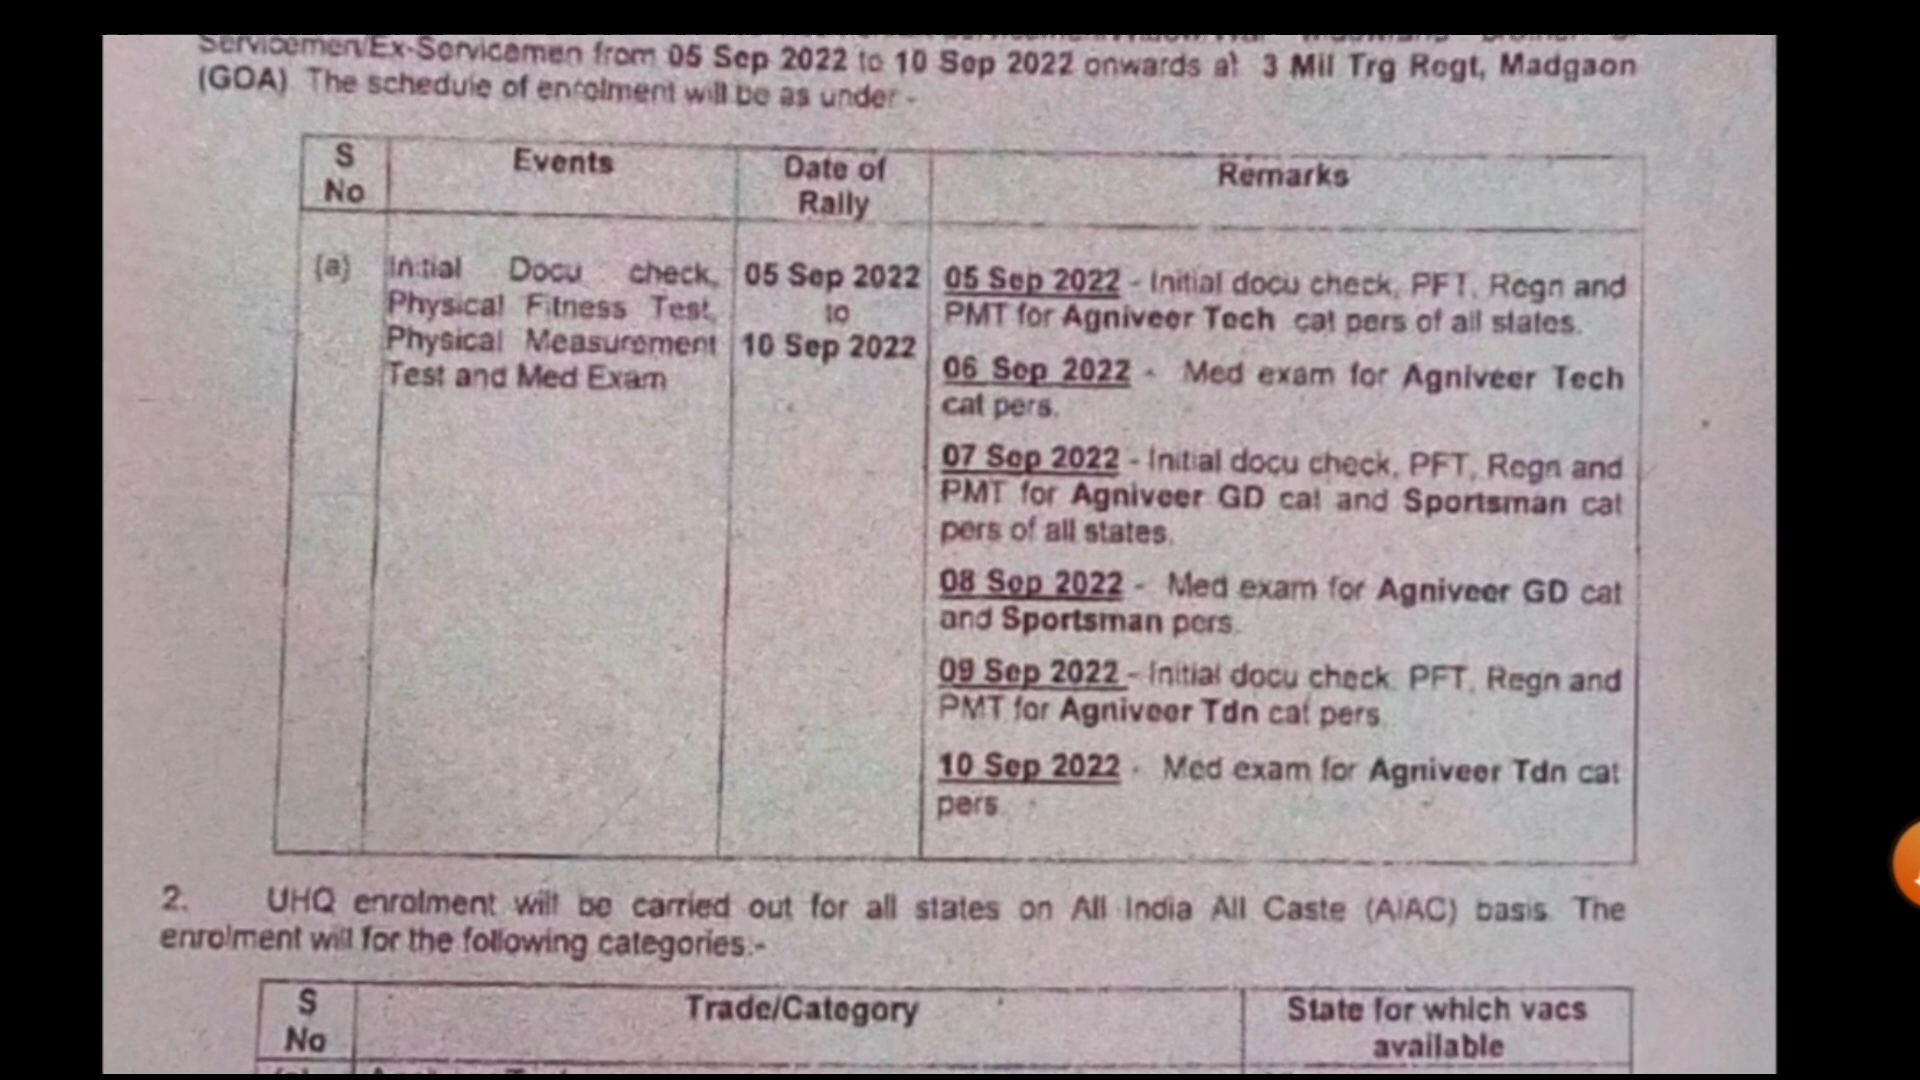 Servicemen/Ex-Servicemen from 05 Sep 2022 to 10 Sep 2022 onwards at 3 Mil Trg Regt, Madgaon
(GOA) The schedule of enrolment will be as under -
S No
Events
Date of Rally
Remarks
(a)
Initial Docu check,
Physical Fitness Test,
Physical Measurement
Test and Med Exam
05 Sep 2022
to
10 Sep 2022
05 Sep 2022 - Initial docu check, PFT, Regn and
PMT for Agniveer Tech cat pers of all states.
06 Sep 2022 - Med exam for Agniveer Tech
cat pers.
07 Sep 2022 - Initial docu check, PFT, Regn and
PMT for Agniveer GD cat and Sportsman cat
pers of all states.
08 Sep 2022 - Med exam for Agniveer GD cat
and Sportsman pers.
09 Sep 2022 - Initial docu check PFT, Regn and
PMT for Agniveer Tdn cat pers
10 Sep 2022 - Med exam for Agniveer Tdn cat
pers
2. UHQ enrolment will be carried out for all states on All India All Caste (AIAC) basis. The
enrolment will for the following categories:-
S No
Trade/Category
State for which vacs
available